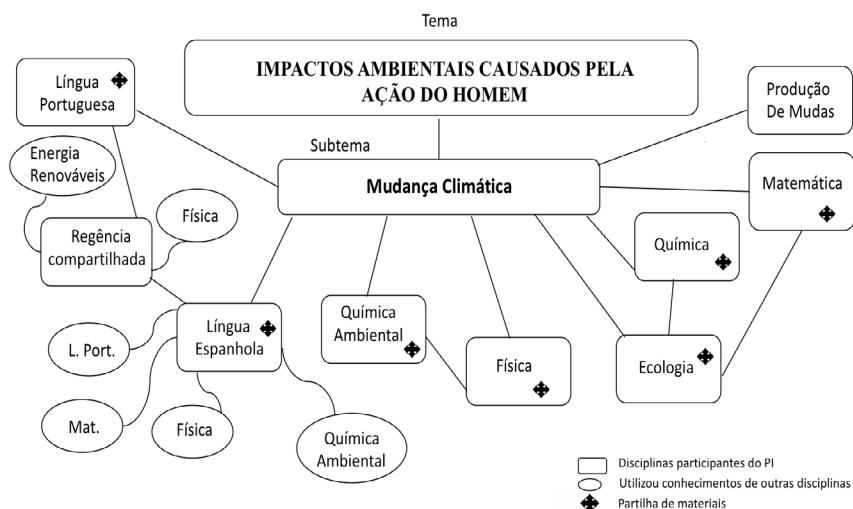 Tema
IMPACTOS AMBIENTAIS CAUSADOS PELA
AÇÃO DO HOMEM
Língua
Portuguesa
Produção
De Mudas
Subtema
Mudança Climática
Energia
Renováveis
Física
Matemática
Regência
compartilhada
Química
Língua
Espanhola
Química
Ambiental
Física
Ecologia
L. Port.
Mat.
Física
Química
Ambiental
Disciplinas participantes do PI
Utilizou conhecimentos de outras disciplinas
Partilha de materiais